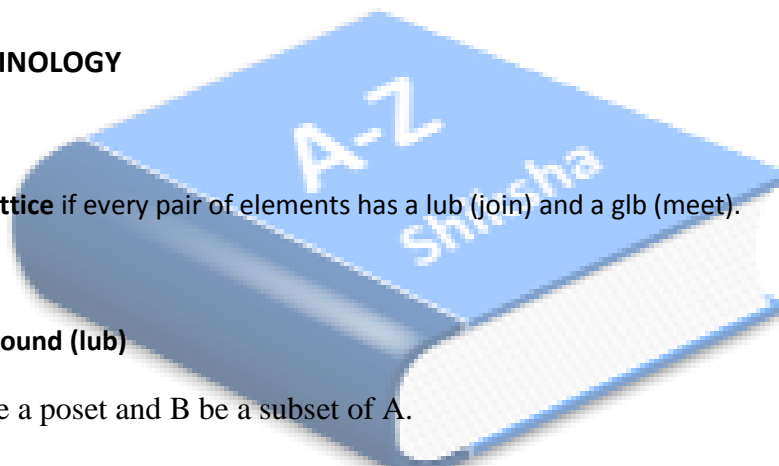 INOLOGY
A-Z
Shiksha
ttice if every pair of elements has a lub (join) and a glb (meet).
ound (lub)
e a poset and B be a subset of A.